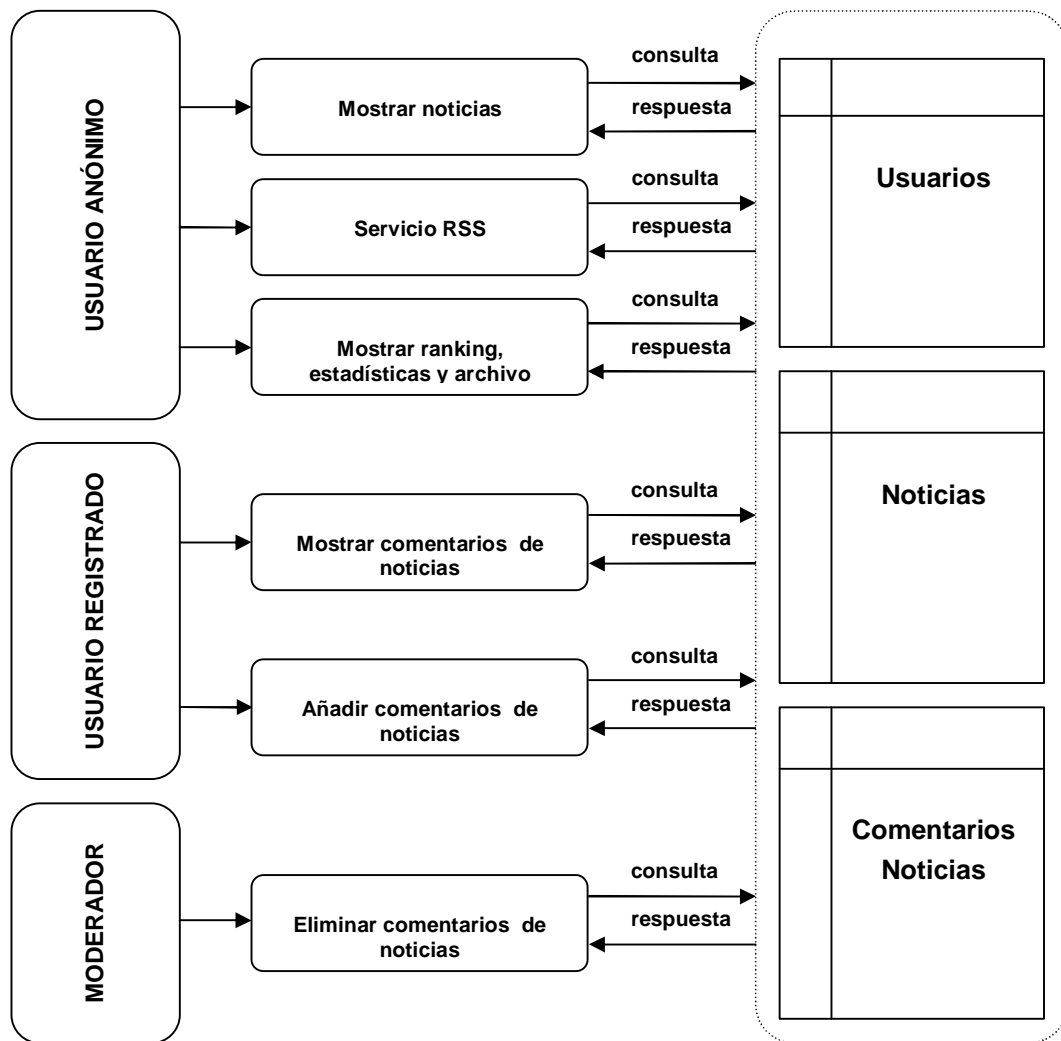 USUARIO ANÓNIMO
Mostrar noticias
consulta
respuesta
Servicio RSS
consulta
respuesta
Mostrar ranking,
estadísticas y archivo
consulta
respuesta
USUARIO REGISTRADO
Mostrar comentarios de
noticias
consulta
respuesta
Añadir comentarios de
noticias
consulta
respuesta
MODERADOR
Eliminar comentarios de
noticias
consulta
respuesta
Usuarios
Noticias
Comentarios
Noticias